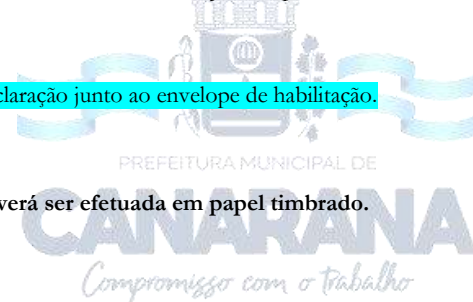 claração junto ao envelope de habilitação.
PREFEITURA MUNICIPAL DE
verá ser efetuada em papel timbrado.
CANARANA
Compromisso com o trabalho